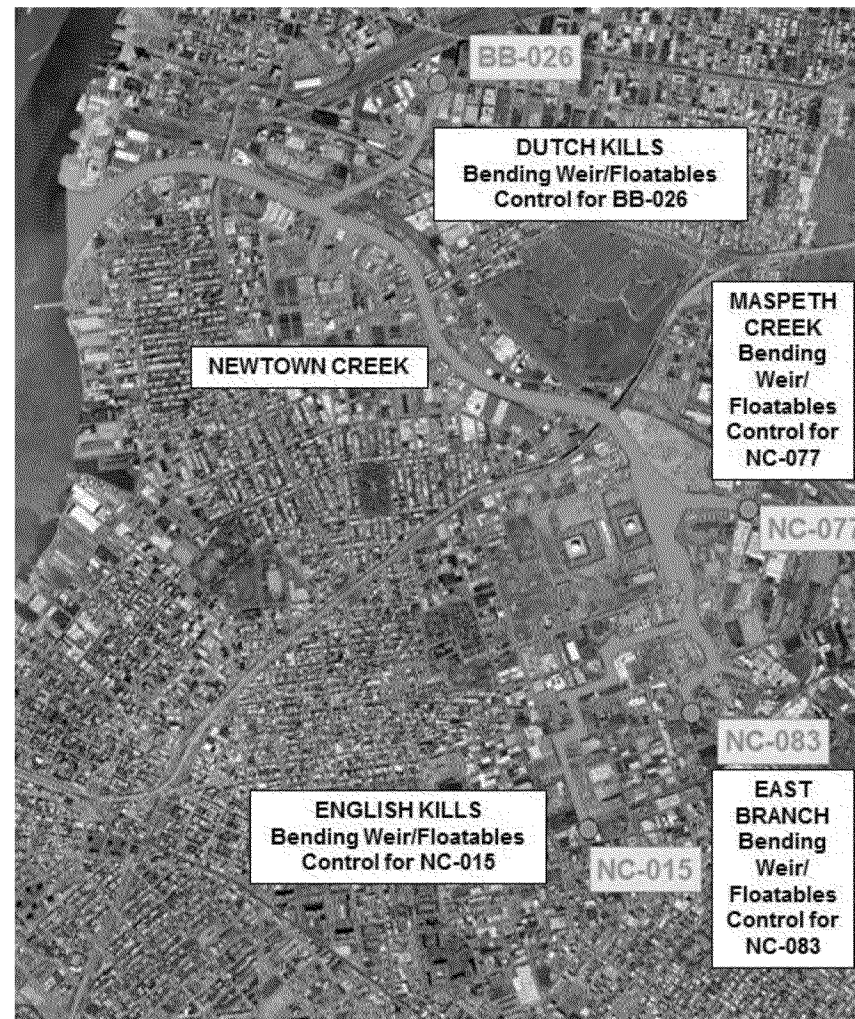 BB-026
DUTCH KILLS
Bending Weir/Floatables
Control for BB-026
MASPETH
CREEK
Bending
Weir/
Floatables
Control for
NC-077
NEWTOWN CREEK
NC-077
NC-083
ENGLISH KILLS
Bending Weir/Floatables
Control for NC-015
NC-015
EAST
BRANCH
Bending
Weir/
Floatables
Control for
NC-083